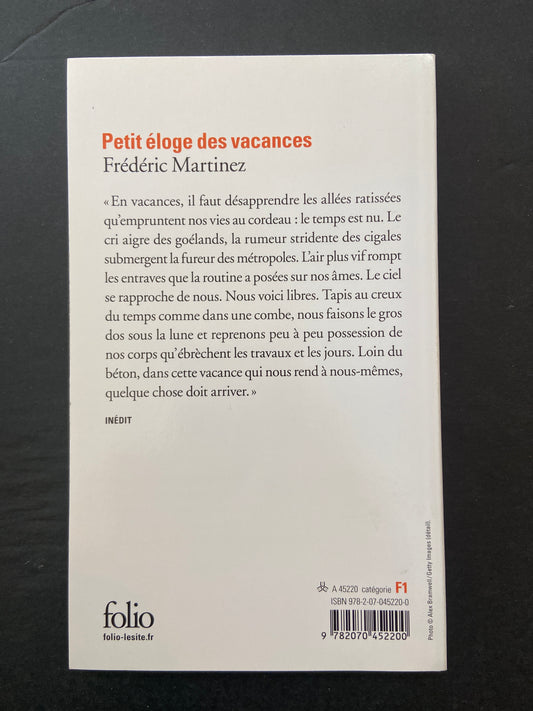 Petit éloge des vacances
Frédéric Martinez
« En vacances, il faut désapprendre les allées ratissées
qu'empruntent nos vies au cordeau : le temps est nu. Le
cri aigre des goélands, la rumeur stridente des cigales
submergent la fureur des métropoles. L'air plus vif rompt
les entraves que la routine a posées sur nos âmes. Le ciel
se rapproche de nous. Nous voici libres. Tapis au creux
du temps comme dans une combe, nous faisons le gros
dos sous la lune et reprenons peu à peu possession de
nos corps qu'ébrèchent les travaux et les jours. Loin du
béton, dans cette vacance qui nous rend à nous-mêmes,
quelque chose doit arriver. »
INÉDIT
Photo © Alex Bramwell / Getty Images (détail).
A 45220 catégorie F1
ISBN 978-2-07-045220-0
9 782070 452200
folio
folio-lesite.fr